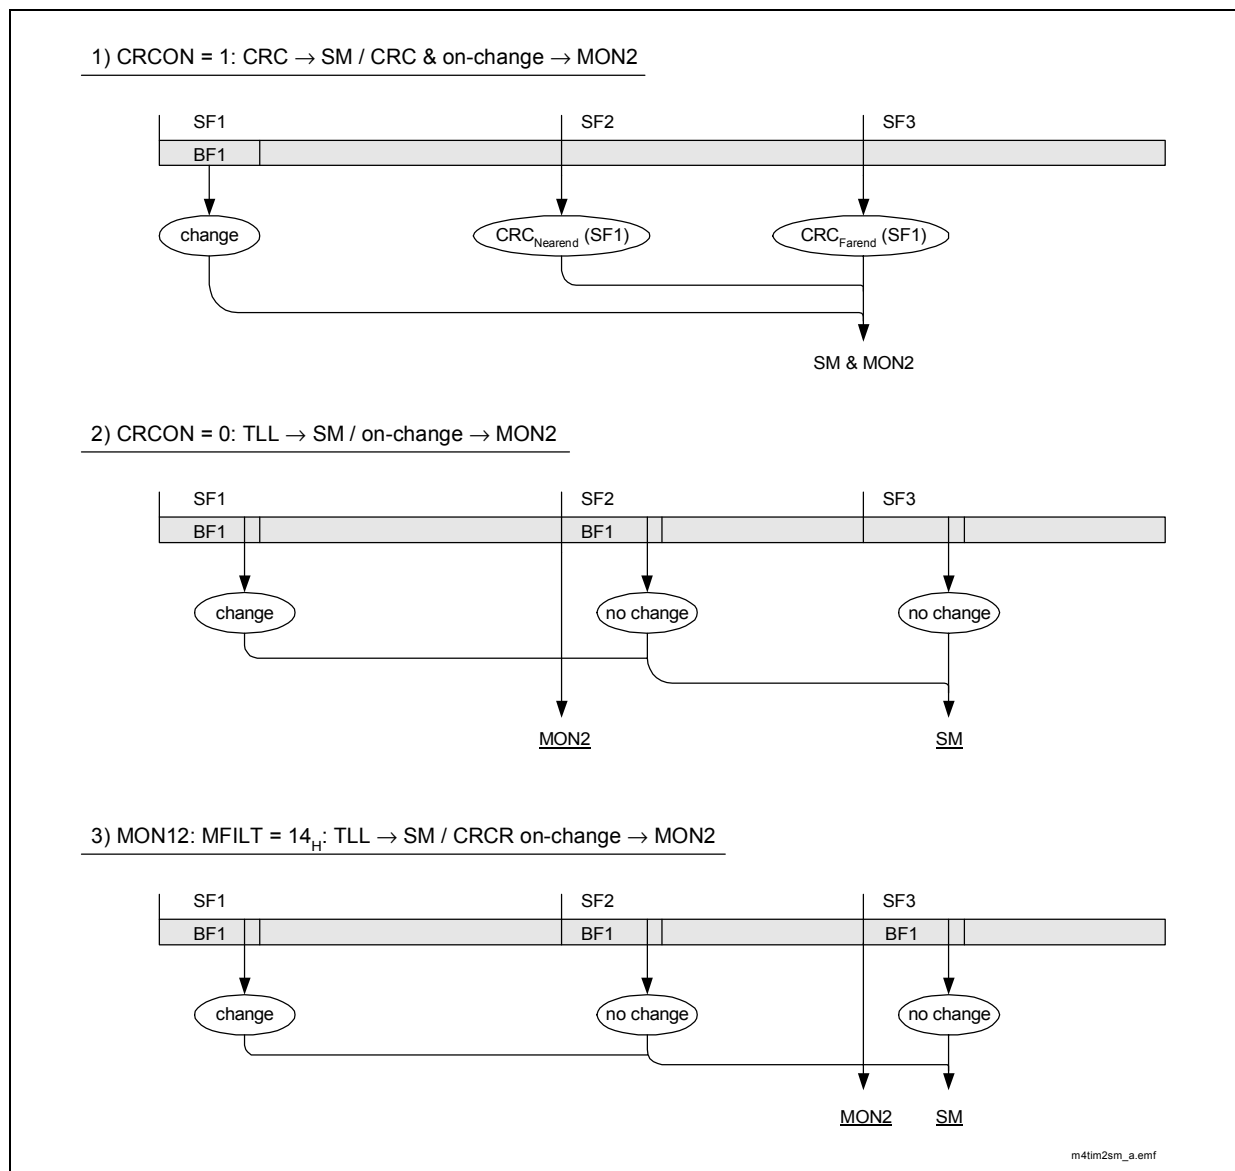 1) CRCON = 1: CRC → SM / CRC & on-change → MON2
SF1 SF2 SF3
BF1
change CRC_Nearend (SF1) CRC_Farend (SF1)
SM & MON2
2) CRCON = 0: TLL → SM / on-change → MON2
SF1 SF2 SF3
BF1 BF1
change no change no change
MON2 SM
3) MON12: MFILT = 14_H: TLL → SM / CRCR on-change → MON2
SF1 SF2 SF3
BF1 BF1 BF1
change no change no change
MON2 SM
m4tim2sm_a.emf